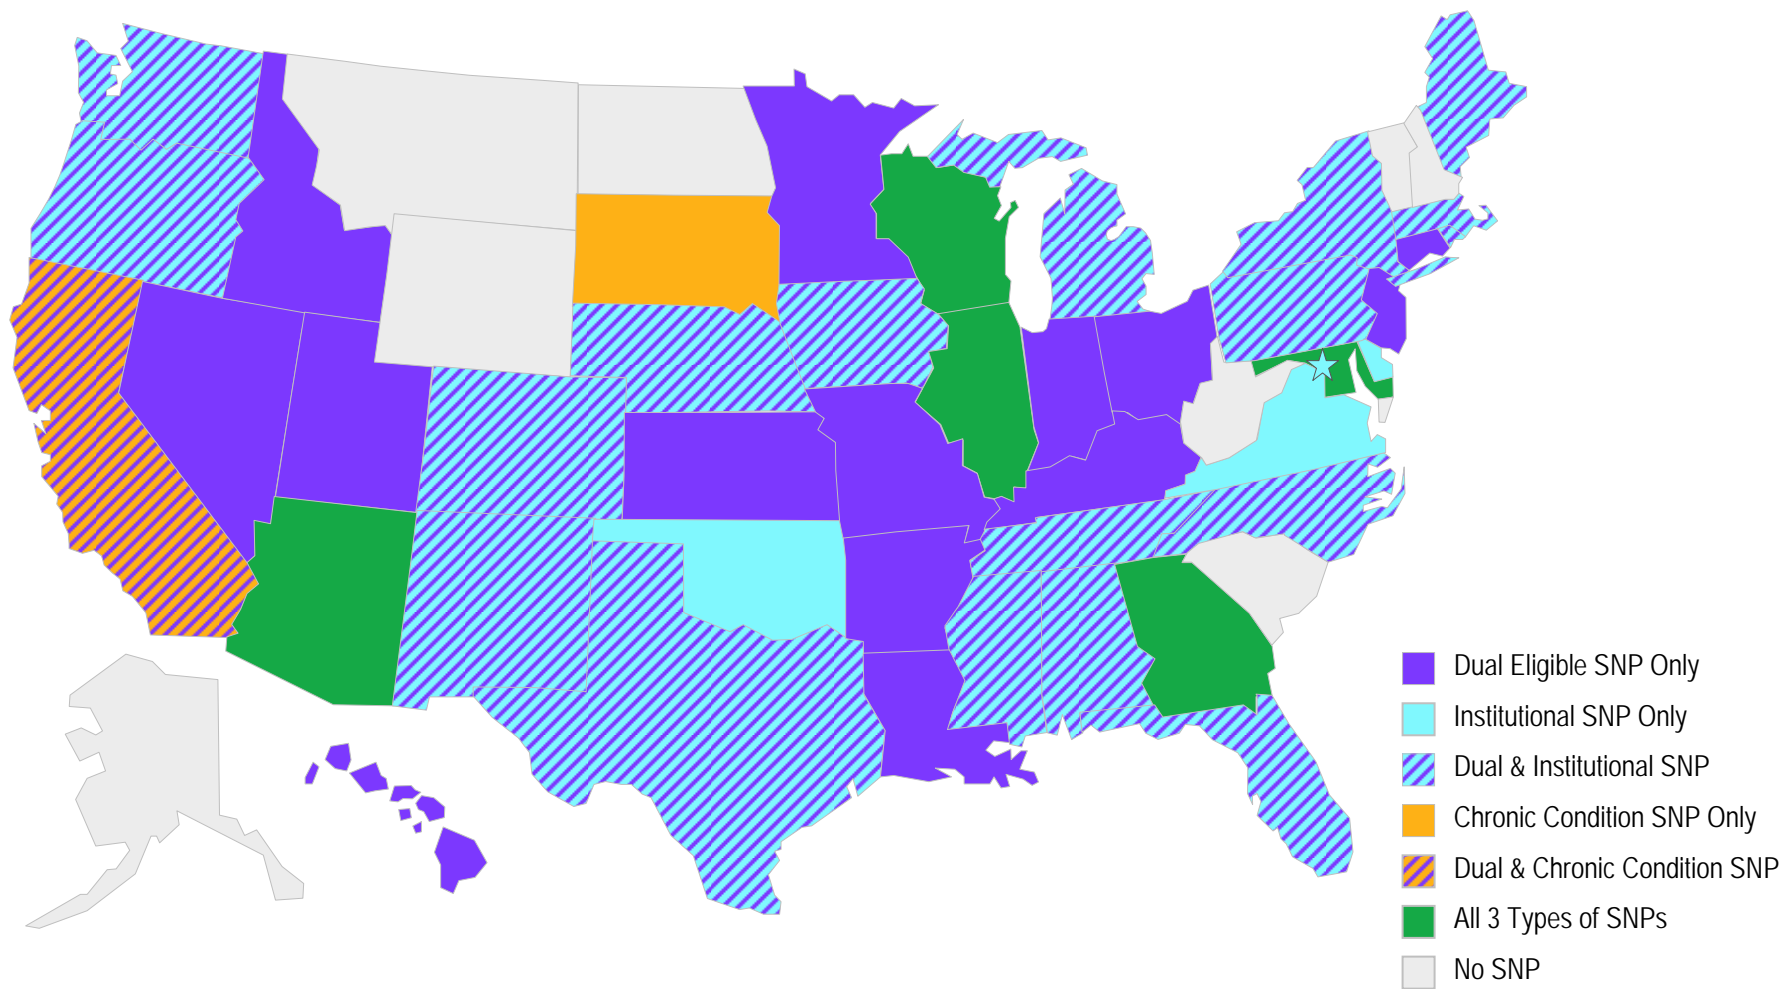 Dual Eligible SNP Only
Institutional SNP Only
Dual & Institutional SNP
Chronic Condition SNP Only
Dual & Chronic Condition SNP
All 3 Types of SNPs
No SNP